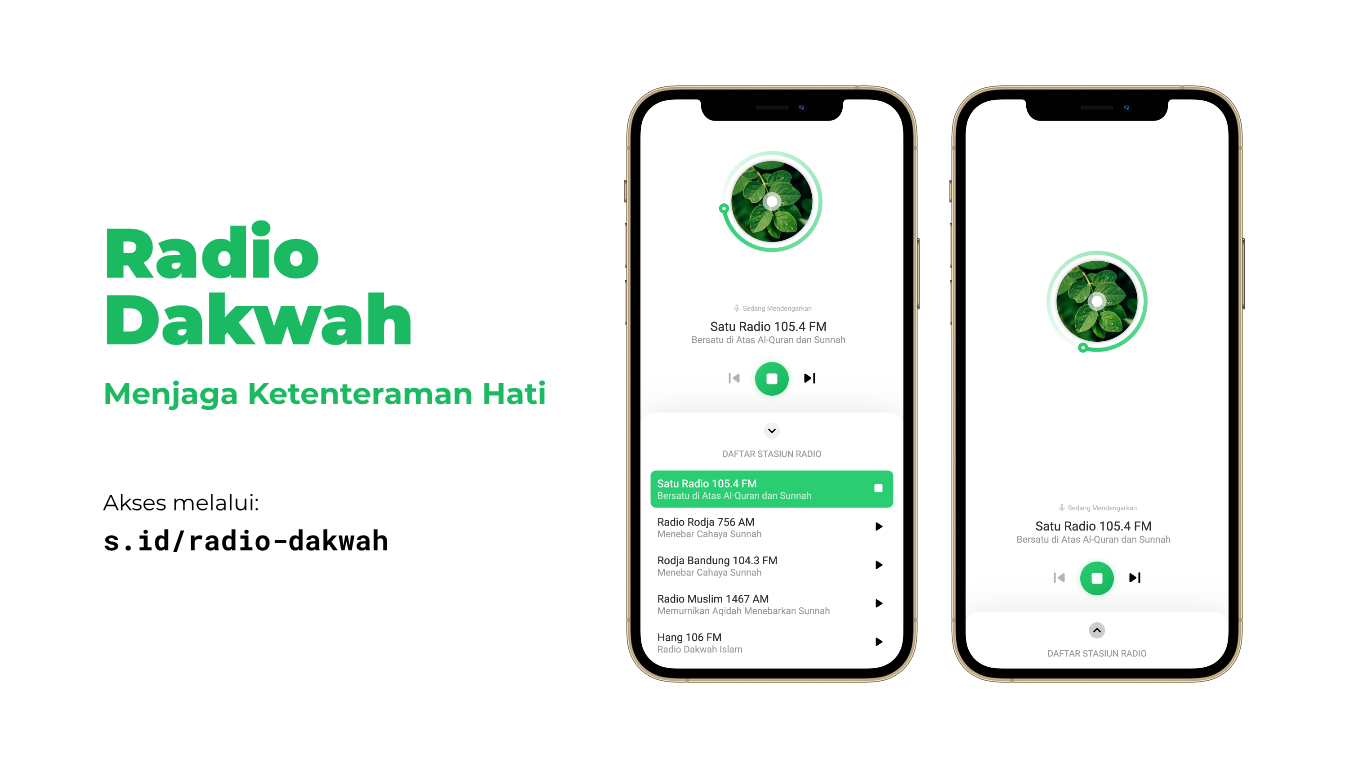 Radio
Dakwah
Menjaga Ketenteraman Hati
Akses melalui:
s.id/radio-dakwah
Sedang Mendengarkan
Satu Radio 105.4 FM
Bersatu di Atas Al-Quran dan Sunnah
DAFTAR STASIUN RADIO
Satu Radio 105.4 FM
Bersatu di Atas Al-Quran dan Sunnah
Radio Rodja 756 AM
Menebar Cahaya Sunnah
Rodja Bandung 104.3 FM
Menebar Cahaya Sunnah
Radio Muslim 1467 AM
Memurnikan Aqidah Menebarkan Sunnah
Hang 106 FM
Radio Dakwah Islam
Sedang Mendengarkan
Satu Radio 105.4 FM
Bersatu di Atas Al-Quran dan Sunnah
DAFTAR STASIUN RADIO